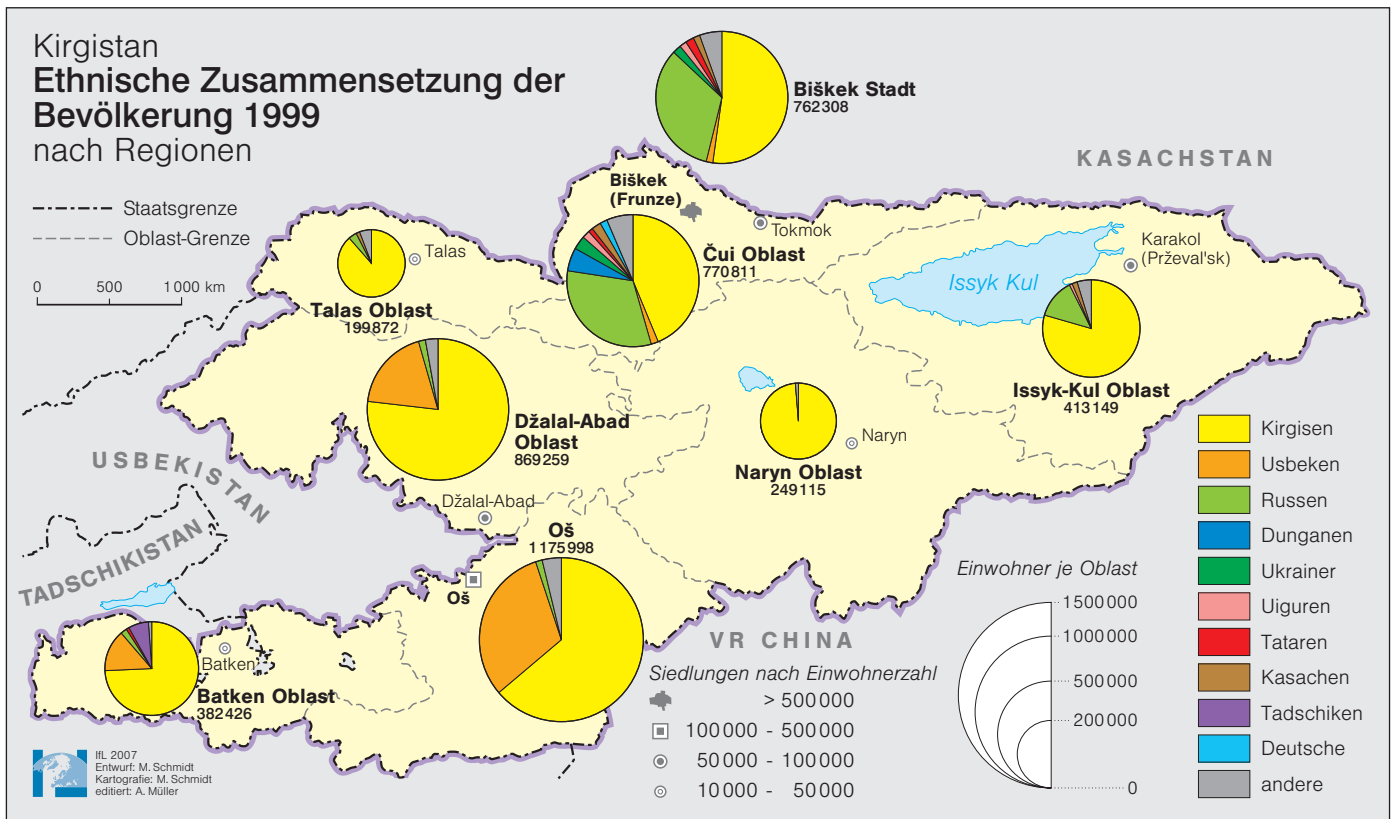 Kirgistan
Ethnische Zusammensetzung der
Bevölkerung 1999
nach Regionen
Staatsgrenze
Oblast-Grenze
0 500 1000 km
Biškek Stadt
762308
KASACHSTAN
Biškek
(Frunze)
Tokmok
Talas
Talas Oblast
199872
Čui Oblast
770811
Issyk Kul
Karakol
(Prževal'sk)
Issyk-Kul Oblast
413149
Džalal-Abad
Oblast
869259
Naryn
Naryn Oblast
249115
USBEKISTAN
Džalal-Abad
TADSCHIKISTAN
Oš
1175998
Oš
Batken
Batken Oblast
382426
VR CHINA
Siedlungen nach Einwohnerzahl
> 500000
100000 - 500000
50000 - 100000
10000 - 50000
Einwohner je Oblast
1500000
1000000
500000
200000
0
Kirgisen
Usbeken
Russen
Dunganen
Ukrainer
Uiguren
Tataren
Kasachen
Tadschiken
Deutsche
andere
IfL 2007
Entwurf: M. Schmidt
Kartografie: M. Schmidt
editiert: A. Müller